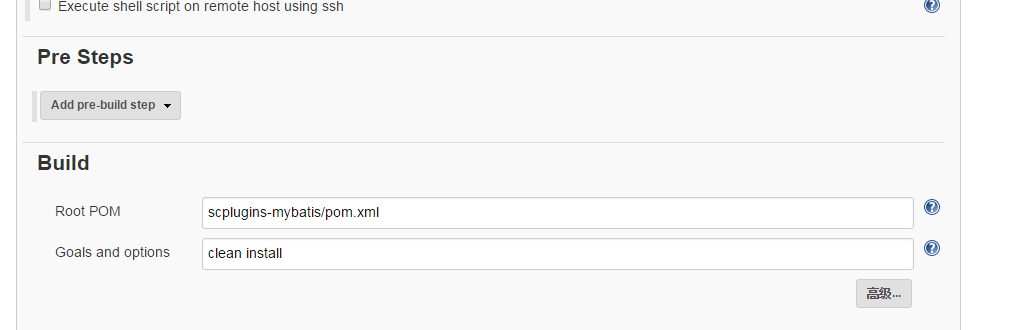 Execute shell script on remote host using ssh
Pre Steps
Add pre-build step
Build
Root POM
scplugins-mybatis/pom.xml
Goals and options
clean install
高级...